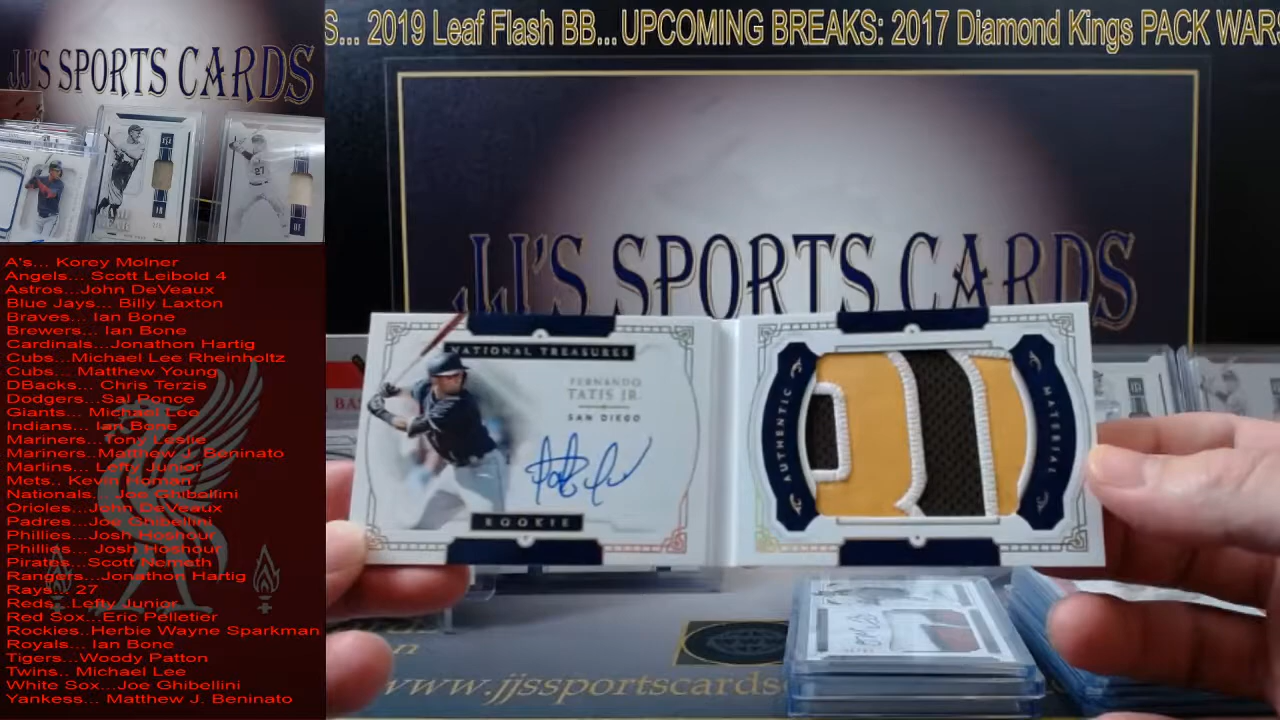 S... 2019 Leaf Flash BB... UPCOMING BREAKS: 2017 Diamond Kings PACK WARS
JJ'S SPORTS CARDS
27
A's... Korey Molner
Angels... Scott Leibold 4
Astros...John DeVeaux
Blue Jays... Billy Laxton
Braves... Ian Bone
Brewers... Ian Bone
Cardinals...Jonathon Hartig
Cubs...Michael Lee Rheinholtz
Cubs... Matthew Young
DBacks... Chris Terzis
Dodgers...Sal Ponce
Giants... Michael Lee
Indians... Ian Bone
Mariners...Tony Leslie
Mariners..Matthew J. Beninato
Marlins... Lefty Junior
Mets.. Kevin Homan
Nationals... Joe Ghibellini
Orioles...John DeVeaux
Padres...Joe Ghibellini
Phillies... Josh Hoshour
Phillies... Josh Hoshour
Pirates...Scott Nemeth
Rangers...Jonathon Hartig
Rays... 27
Reds...Lefty Junior
Red Sox...Eric Pelletier
Rockies..Herbie Wayne Sparkman
Royals... Ian Bone
Tigers...Woody Patton
Twins.. Michael Lee
White Sox...Joe Ghibellini
Yankess... Matthew J. Beninato
JJ'S SPORTS CARDS
NATIONAL TREASURES
FERNANDO
TATIS JR.
SAN DIEGO
ROOKIE
AUTHENTIC
MATERIAL
www.jjssportscards